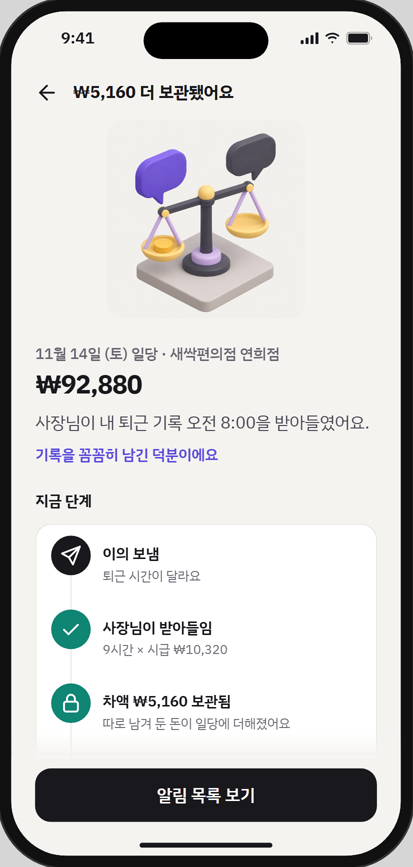 9:41
₩5,160 더 보관됐어요
11월 14일 (토) 일당 · 새싹편의점 연희점
₩92,880
사장님이 내 퇴근 기록 오전 8:00을 받아들였어요.
기록을 꼼꼼히 남긴 덕분이에요
지금 단계
이의 보냄
퇴근 시간이 달라요
사장님이 받아들임
9시간 × 시급 ₩10,320
차액 ₩5,160 보관됨
따로 남겨 둔 돈이 일당에 더해졌어요
알림 목록 보기